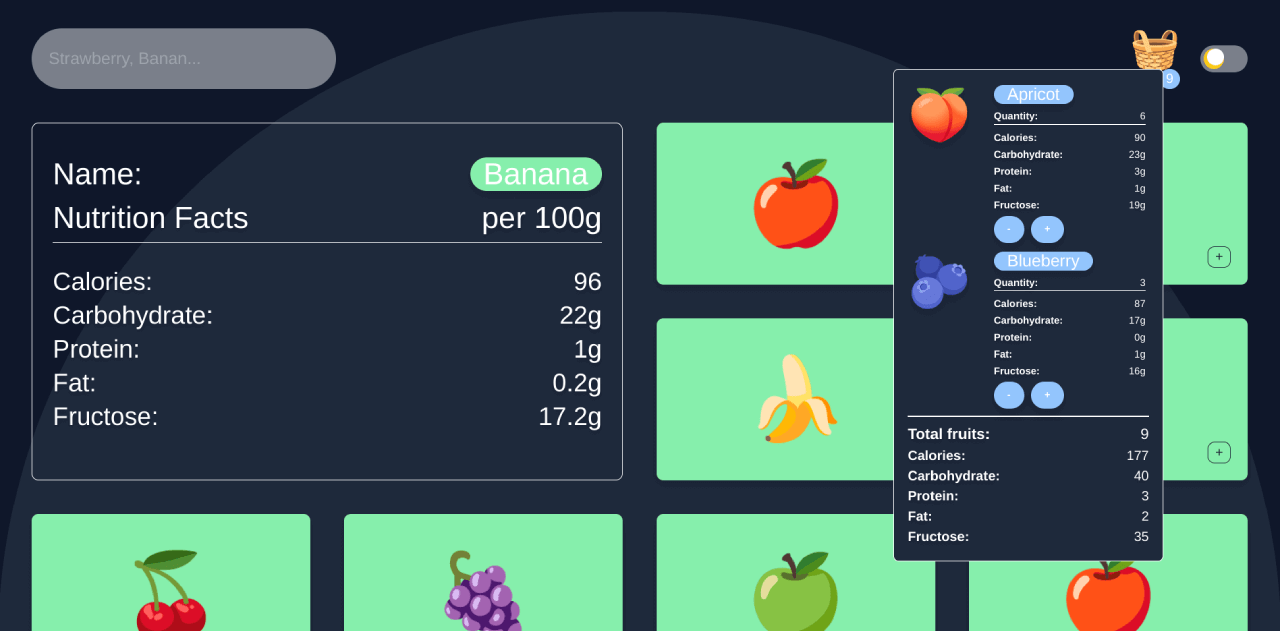 Strawberry, Banan...
9
Name: Banana
Nutrition Facts per 100g
Calories: 96
Carbohydrate: 22g
Protein: 1g
Fat: 0.2g
Fructose: 17.2g
Apricot
Quantity: 6
Calories: 90
Carbohydrate: 23g
Protein: 3g
Fat: 1g
Fructose: 19g
- +
Blueberry
Quantity: 3
Calories: 87
Carbohydrate: 17g
Protein: 0g
Fat: 1g
Fructose: 16g
- +
Total fruits: 9
Calories: 177
Carbohydrate: 40
Protein: 3
Fat: 2
Fructose: 35
+
+